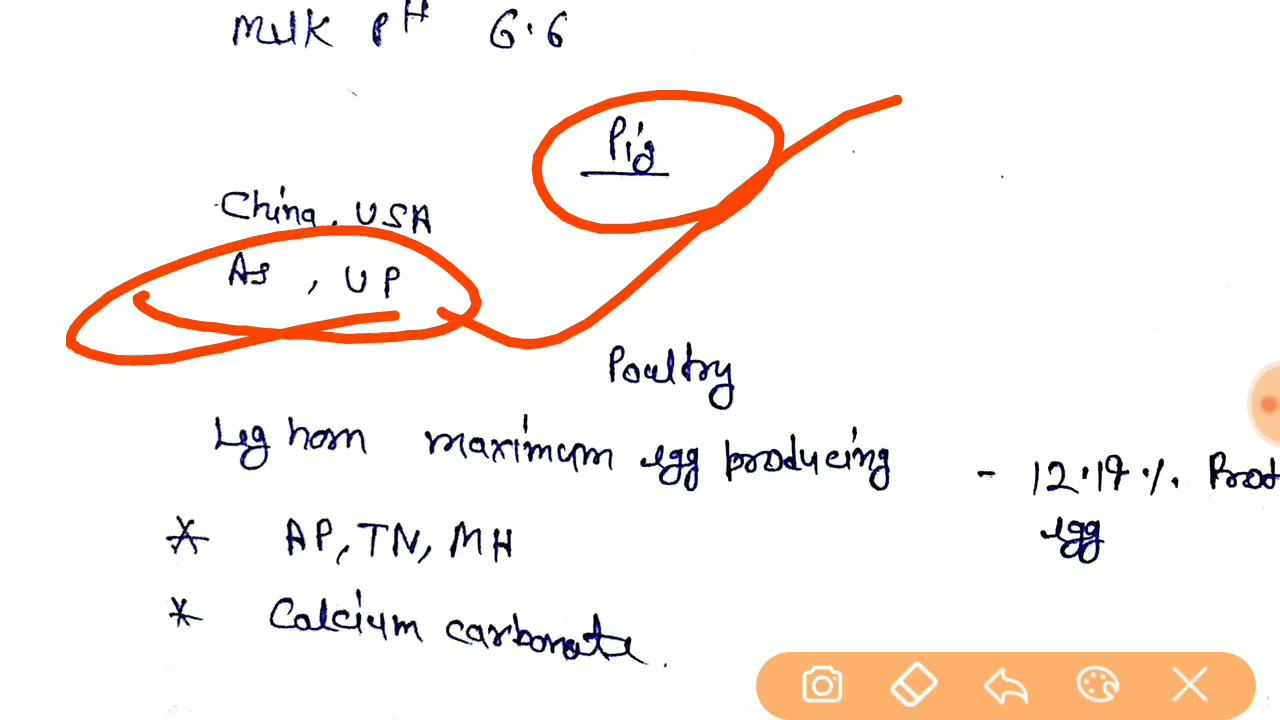 Milk pH 6.6
Pig
China, USA
As, UP
Poultry
Leg horn maximum egg producing - 12.19 %. Prod
egg
* AP, TN, MH
* Calcium carbonate.